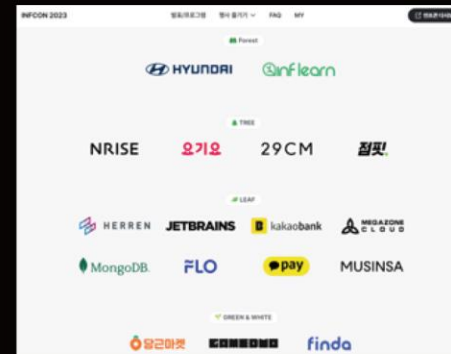 INFCON 2023 발표/프로그램 행사 즐기기 FAQ MY
Forest
HYUNDAI inflearn
TREE
NRISE 요기요 29CM 점핏!
LEAF
HERREN JETBRAINS kakaobank MEGAZONE CLOUD
MongoDB. FLO pay MUSINSA
GREEN & WHITE
당근마켓 finda